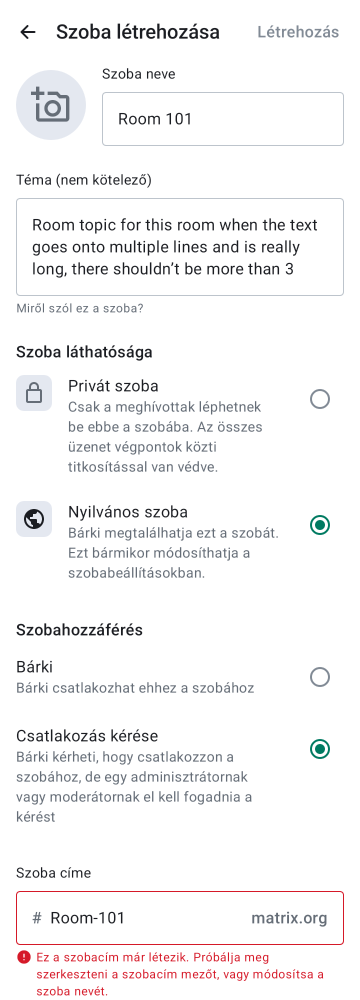 Szoba létrehozása
Létrehozás
Szoba neve
Room 101
Téma (nem kötelező)
Room topic for this room when the text
goes onto multiple lines and is really
long, there shouldn’t be more than 3
Miről szól ez a szoba?
Szoba láthatósága
Privát szoba
Csak a meghívottak léphetnek
be ebbe a szobába. Az összes
üzenet végpontok közti
titkosítással van védve.
Nyilvános szoba
Bárki megtalálhatja ezt a szobát.
Ezt bármikor módosíthatja a
szobabeállításokban.
Szobahozzáférés
Bárki
Bárki csatlakozhat ehhez a szobához
Csatlakozás kérése
Bárki kérheti, hogy csatlakozzon a
szobához, de egy adminisztrátornak
vagy moderátornak el kell fogadnia a
kérést
Szoba címe
# Room-101 matrix.org
Ez a szobacím már létezik. Próbálja meg
szerkeszteni a szobacím mezőt, vagy módosítsa a
szoba nevét.